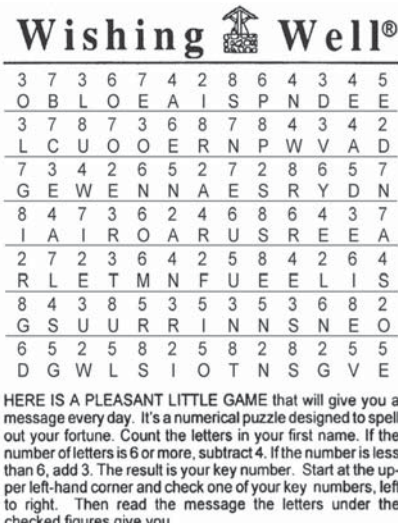 Wishing Well®
3 7 3 6 7 4 2 8 6 4 3 4 5
O B L O E A I S P N D E E
3 7 8 7 3 6 8 7 8 4 3 4 2
L C U O O E R N P W V A D
7 3 4 2 6 5 2 7 2 8 6 5 7
G E W E N N A E S R Y D N
8 4 7 3 6 2 4 6 8 6 4 3 7
I A I R O A R U S R E E A
2 7 2 3 6 4 2 5 8 4 2 6 4
R L E T M N F U E E L I S
8 4 3 8 5 3 5 3 5 3 6 8 2
G S U U R R I N N S N E O
6 5 2 5 8 2 5 8 2 8 2 5 5
D G W L S I O T N S G V E
HERE IS A PLEASANT LITTLE GAME that will give you a
message every day. It's a numerical puzzle designed to spell
out your fortune. Count the letters in your first name. If the
number of letters is 6 or more, subtract 4. If the number is less
than 6, add 3. The result is your key number. Start at the up-
per left-hand corner and check one of your key numbers, left
to right. Then read the message the letters under the
checked figures give you.